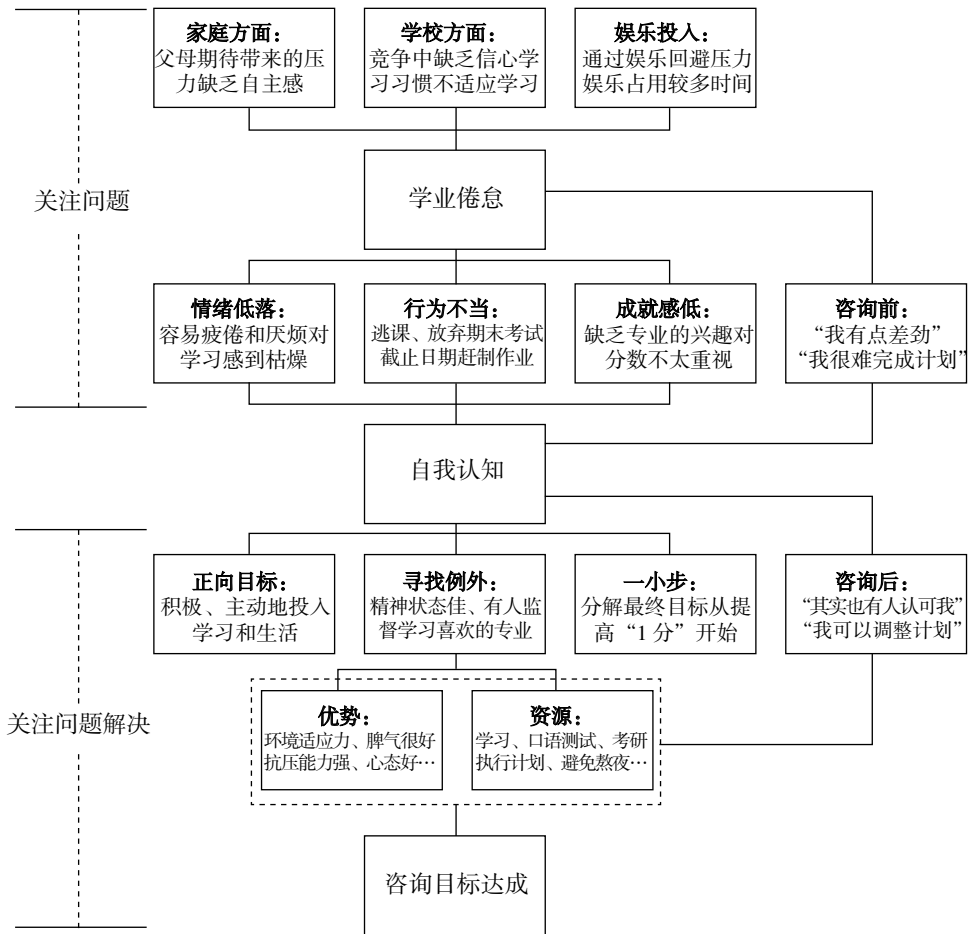 家庭方面：
父母期待带来的压
力缺乏自主感
学校方面：
竞争中缺乏信心学
习习惯不适应学习
娱乐投入：
通过娱乐回避压力
娱乐占用较多时间
关注问题
学业倦怠
情绪低落：
容易疲倦和厌烦对
学习感到枯燥
行为不当：
逃课、放弃期末考试
截止日期赶制作业
成就感低：
缺乏专业的兴趣对
分数不太重视
咨询前：
“我有点差劲”
“我很难完成计划”
自我认知
正向目标：
积极、主动地投入
学习和生活
寻找例外：
精神状态佳、有人监
督学习喜欢的专业
一小步：
分解最终目标从提
高“1分”开始
咨询后：
“其实也有人认可我”
“我可以调整计划”
关注问题解决
优势：
环境适应力、脾气很好
抗压能力强、心态好…
资源：
学习、口语测试、考研
执行计划、避免熬夜…
咨询目标达成